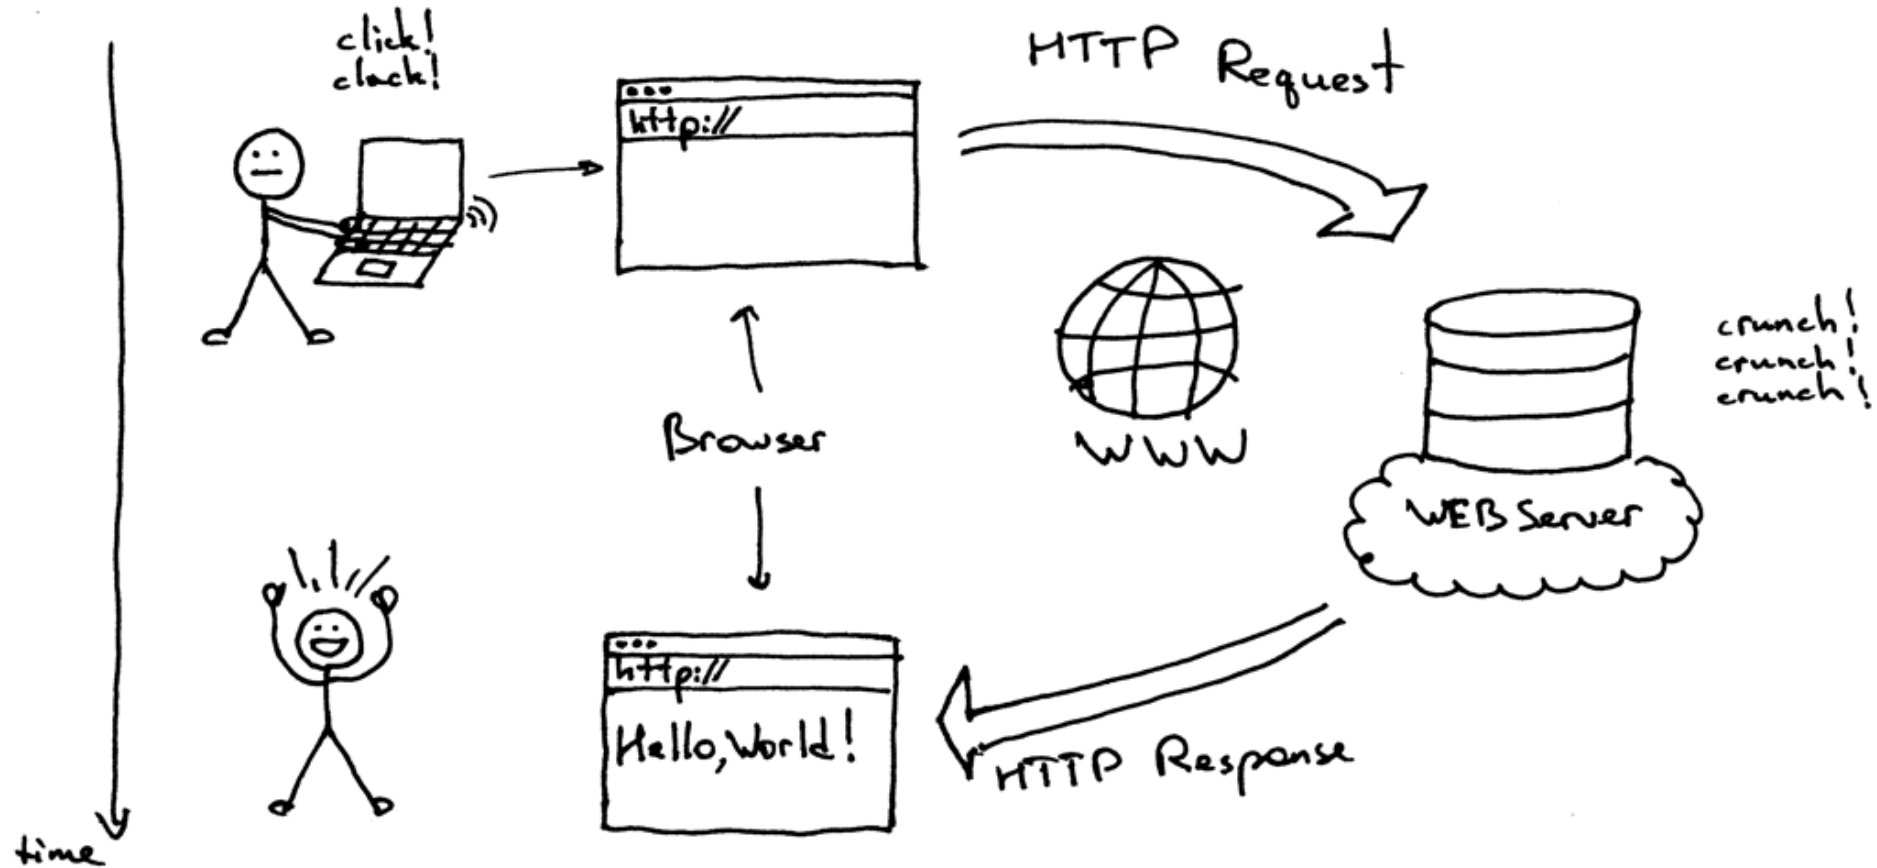 click!
clack!
HTTP Request
http://
crunch!
crunch!
crunch!
Browser
WWW
WEB Server
http://
Hello, World!
HTTP Response
time